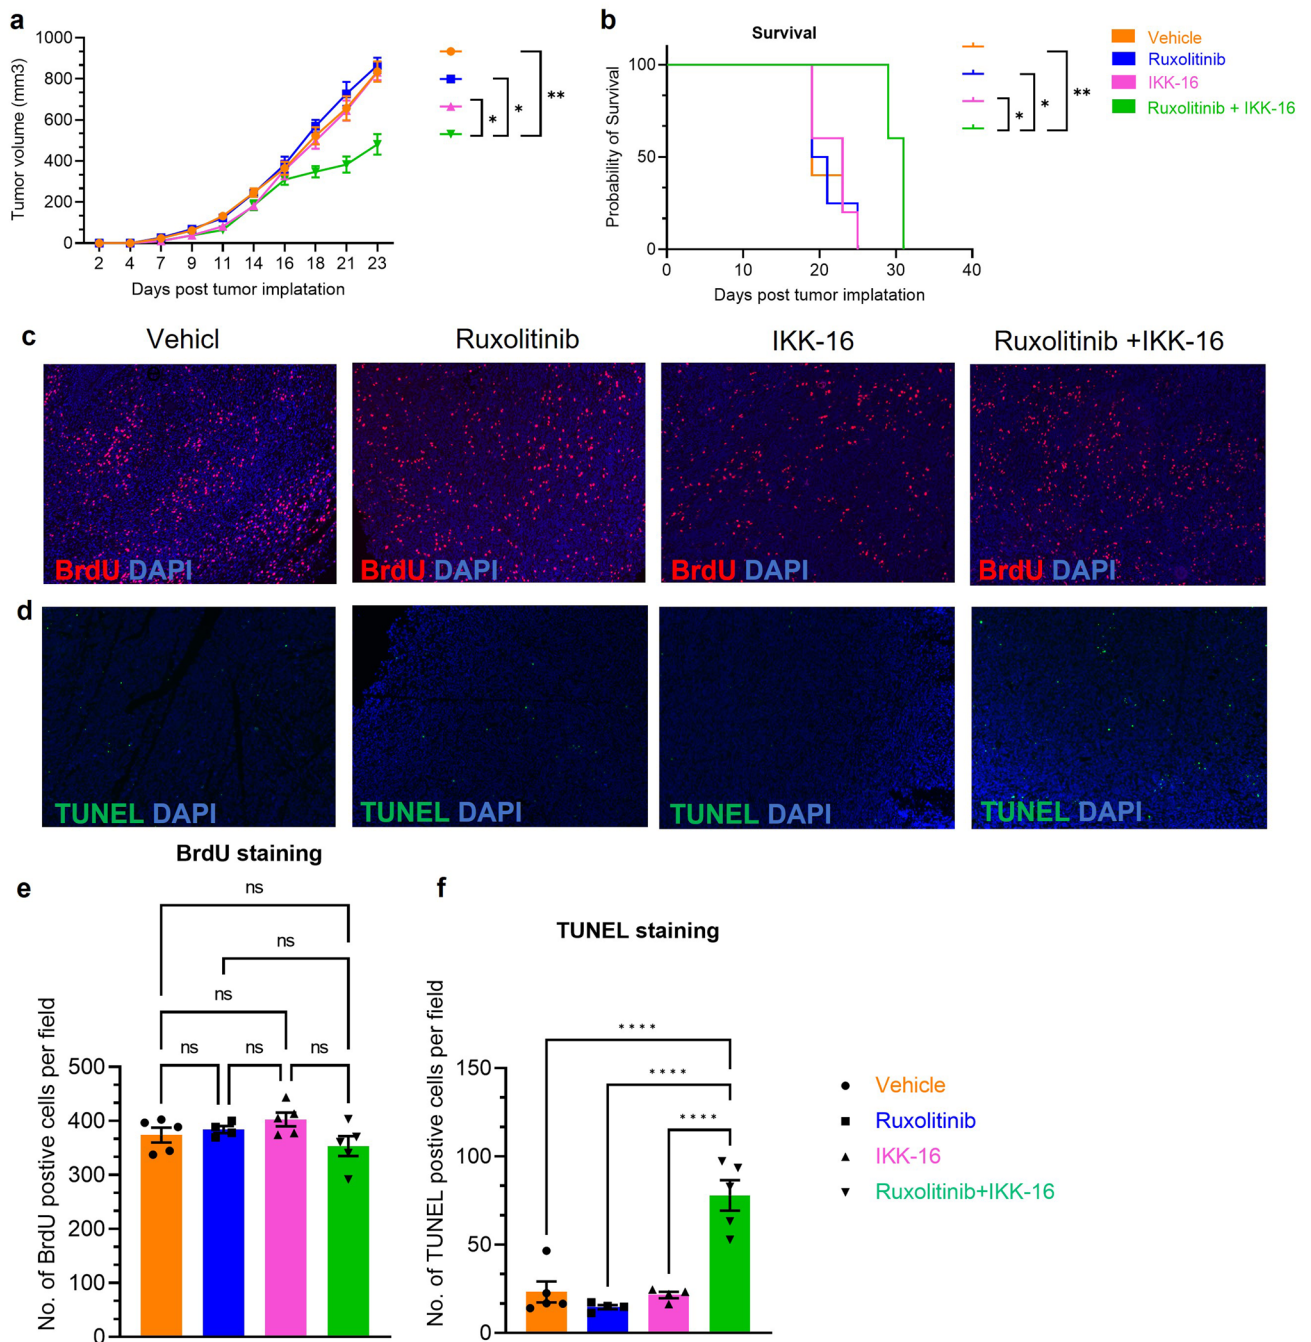 a
1000
800
600
400
200
0
Tumor volume (mm3)
2 4 7 9 11 14 16 18 21 23
Days post tumor implatation
*
*
**
b
Survival
100
50
0
Probability of Survival
0 10 20 30 40
Days post tumor implatation
*
*
**
Vehicle
Ruxolitinib
IKK-16
Ruxolitinib + IKK-16
c
Vehicl
e
Ruxolitinib
IKK-16
Ruxolitinib +IKK-16
BrdU DAPI
BrdU DAPI
BrdU DAPI
BrdU DAPI
d
TUNEL DAPI
TUNEL DAPI
TUNEL DAPI
TUNEL DAPI
e
BrdU staining
ns
ns
ns
ns ns ns
500
400
300
200
100
0
No. of BrdU postive cells per field
f
TUNEL staining
****
****
****
150
100
50
0
No. of TUNEL postive cells per field
Vehicle
Ruxolitinib
IKK-16
Ruxolitinib+IKK-16